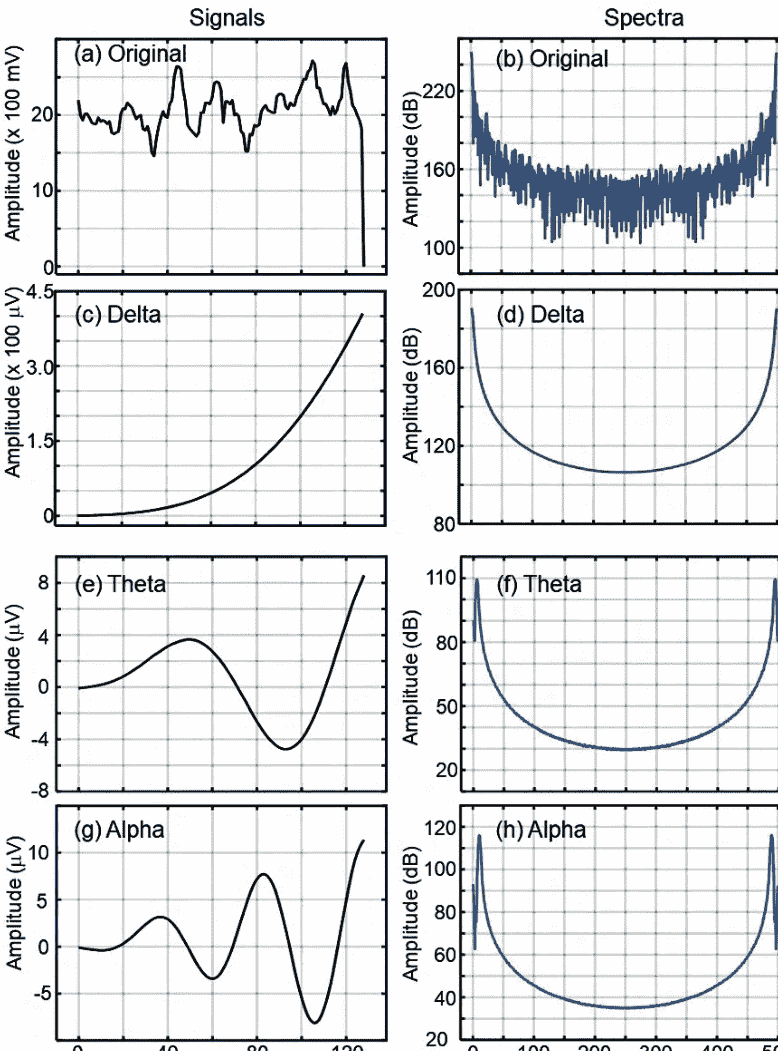 Signals
Spectra
(a) Original
Amplitude (x 100 mV)
20
10
0
(b) Original
Amplitude (dB)
220
160
100
(c) Delta
Amplitude (x 100 μV)
4.5
3.0
1.5
0
(d) Delta
Amplitude (dB)
200
160
120
80
(e) Theta
Amplitude (μV)
8
4
0
-4
-8
(f) Theta
Amplitude (dB)
110
80
50
20
(g) Alpha
Amplitude (μV)
10
5
0
-5
(h) Alpha
Amplitude (dB)
120
100
80
60
40
20
0 40 80 120
0 100 200 300 400